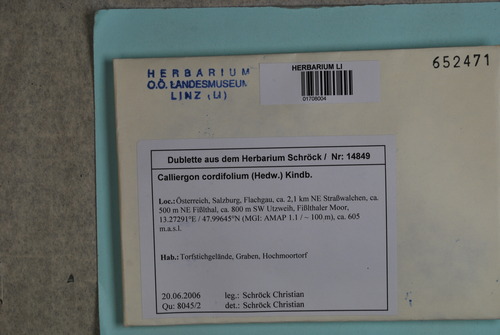 HERBARIUM
O.Ö. LANDESMUSEUM
LINZ (LI)
HERBARIUM LI
01708004
652471
Dublette aus dem Herbarium Schröck / Nr: 14849
Calliergon cordifolium (Hedw.) Kindb.
Loc.: Österreich, Salzburg, Flachgau, ca. 2,1 km NE Straßwalchen, ca.
500 m NE Fißlthal, ca. 800 m SW Utzweih, Fißlthaler Moor,
13.27291°E / 47.99645°N (MGI: AMAP 1.1 / ~ 100 m), ca. 605
m.a.s.l.
Hab.: Torfstichgelände, Graben, Hochmoortorf
20.06.2006 leg.: Schröck Christian
Qu: 8045/2 det.: Schröck Christian